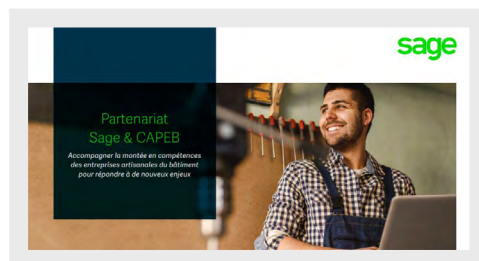 sage
Partenariat
Sage & CAPEB
Accompagner la montée en compétences
des entreprises artisanales du bâtiment
pour répondre à de nouveaux enjeux